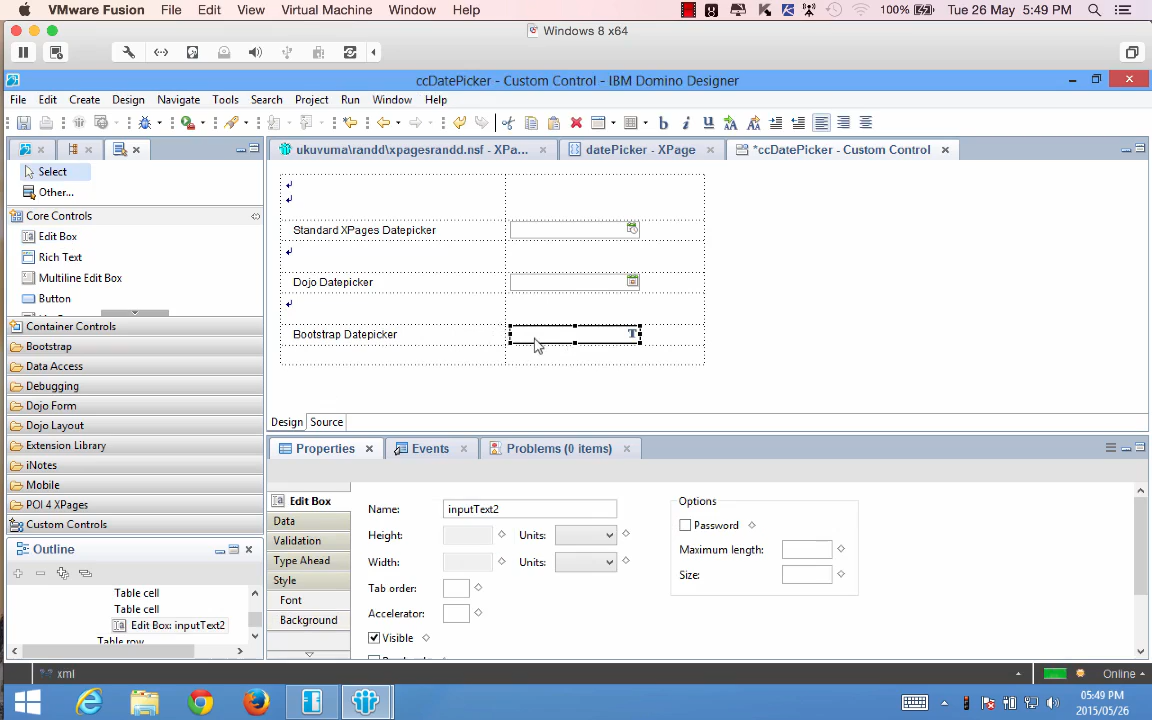 VMware Fusion File Edit View Virtual Machine Window Help 100% Tue 26 May 5:49 PM
Windows 8 x64
ccDatePicker - Custom Control - IBM Domino Designer
File Edit Create Design Navigate Tools Search Project Run Window Help
b i u
ukuvuma\randd\xpagesrandd.nsf - XPa... datePicker - XPage *ccDatePicker - Custom Control
Select
Other...
Core Controls
Edit Box
Rich Text
Multiline Edit Box
Button
Container Controls
Bootstrap
Data Access
Debugging
Dojo Form
Dojo Layout
Extension Library
iNotes
Mobile
POI 4 XPages
Custom Controls
Standard XPages Datepicker
Dojo Datepicker
Bootstrap Datepicker
T
Design Source
Outline
Table cell
Table cell
Edit Box: inputText2
Table row
Properties Events Problems (0 items)
Edit Box
Data
Validation
Type Ahead
Style
Font
Background
Name: inputText2
Height: Units:
Width: Units:
Tab order:
Accelerator:
Visible
Options
Password
Maximum length:
Size:
xml
Online
05:49 PM
2015/05/26